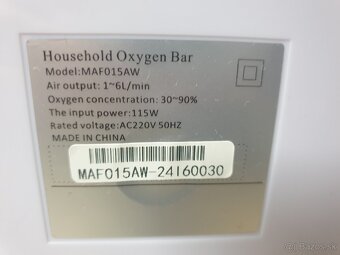 Household Oxygen Bar
Model:MAF015AW
Air output: 1~6L/min
Oxygen concentration: 30~90%
The input power: 115W
Rated voltage:AC220V 50HZ
MADE IN CHINA
MAF015AW-24I60030